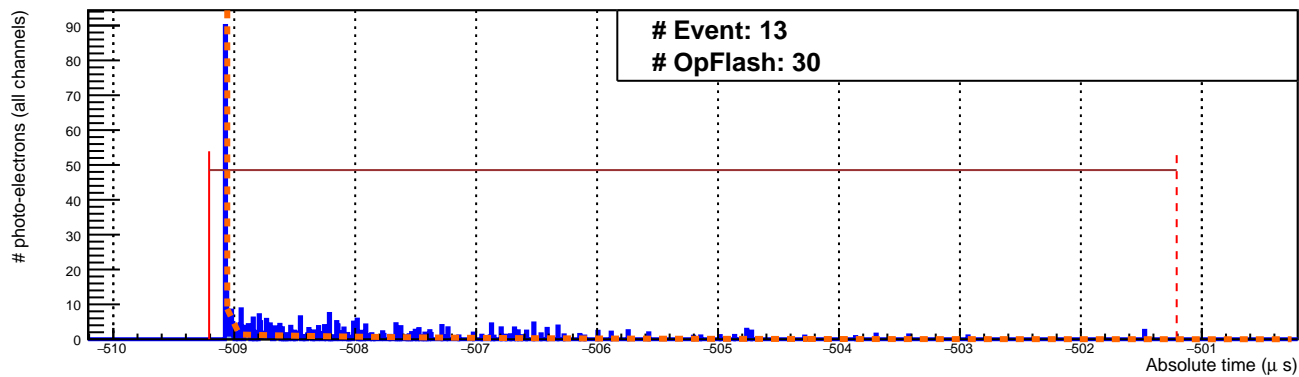 # Event: 13
# OpFlash: 30
# photo-electrons (all channels)
90
80
70
60
50
40
30
20
10
0
−510 −509 −508 −507 −506 −505 −504 −503 −502 −501
Absolute time (μ s)